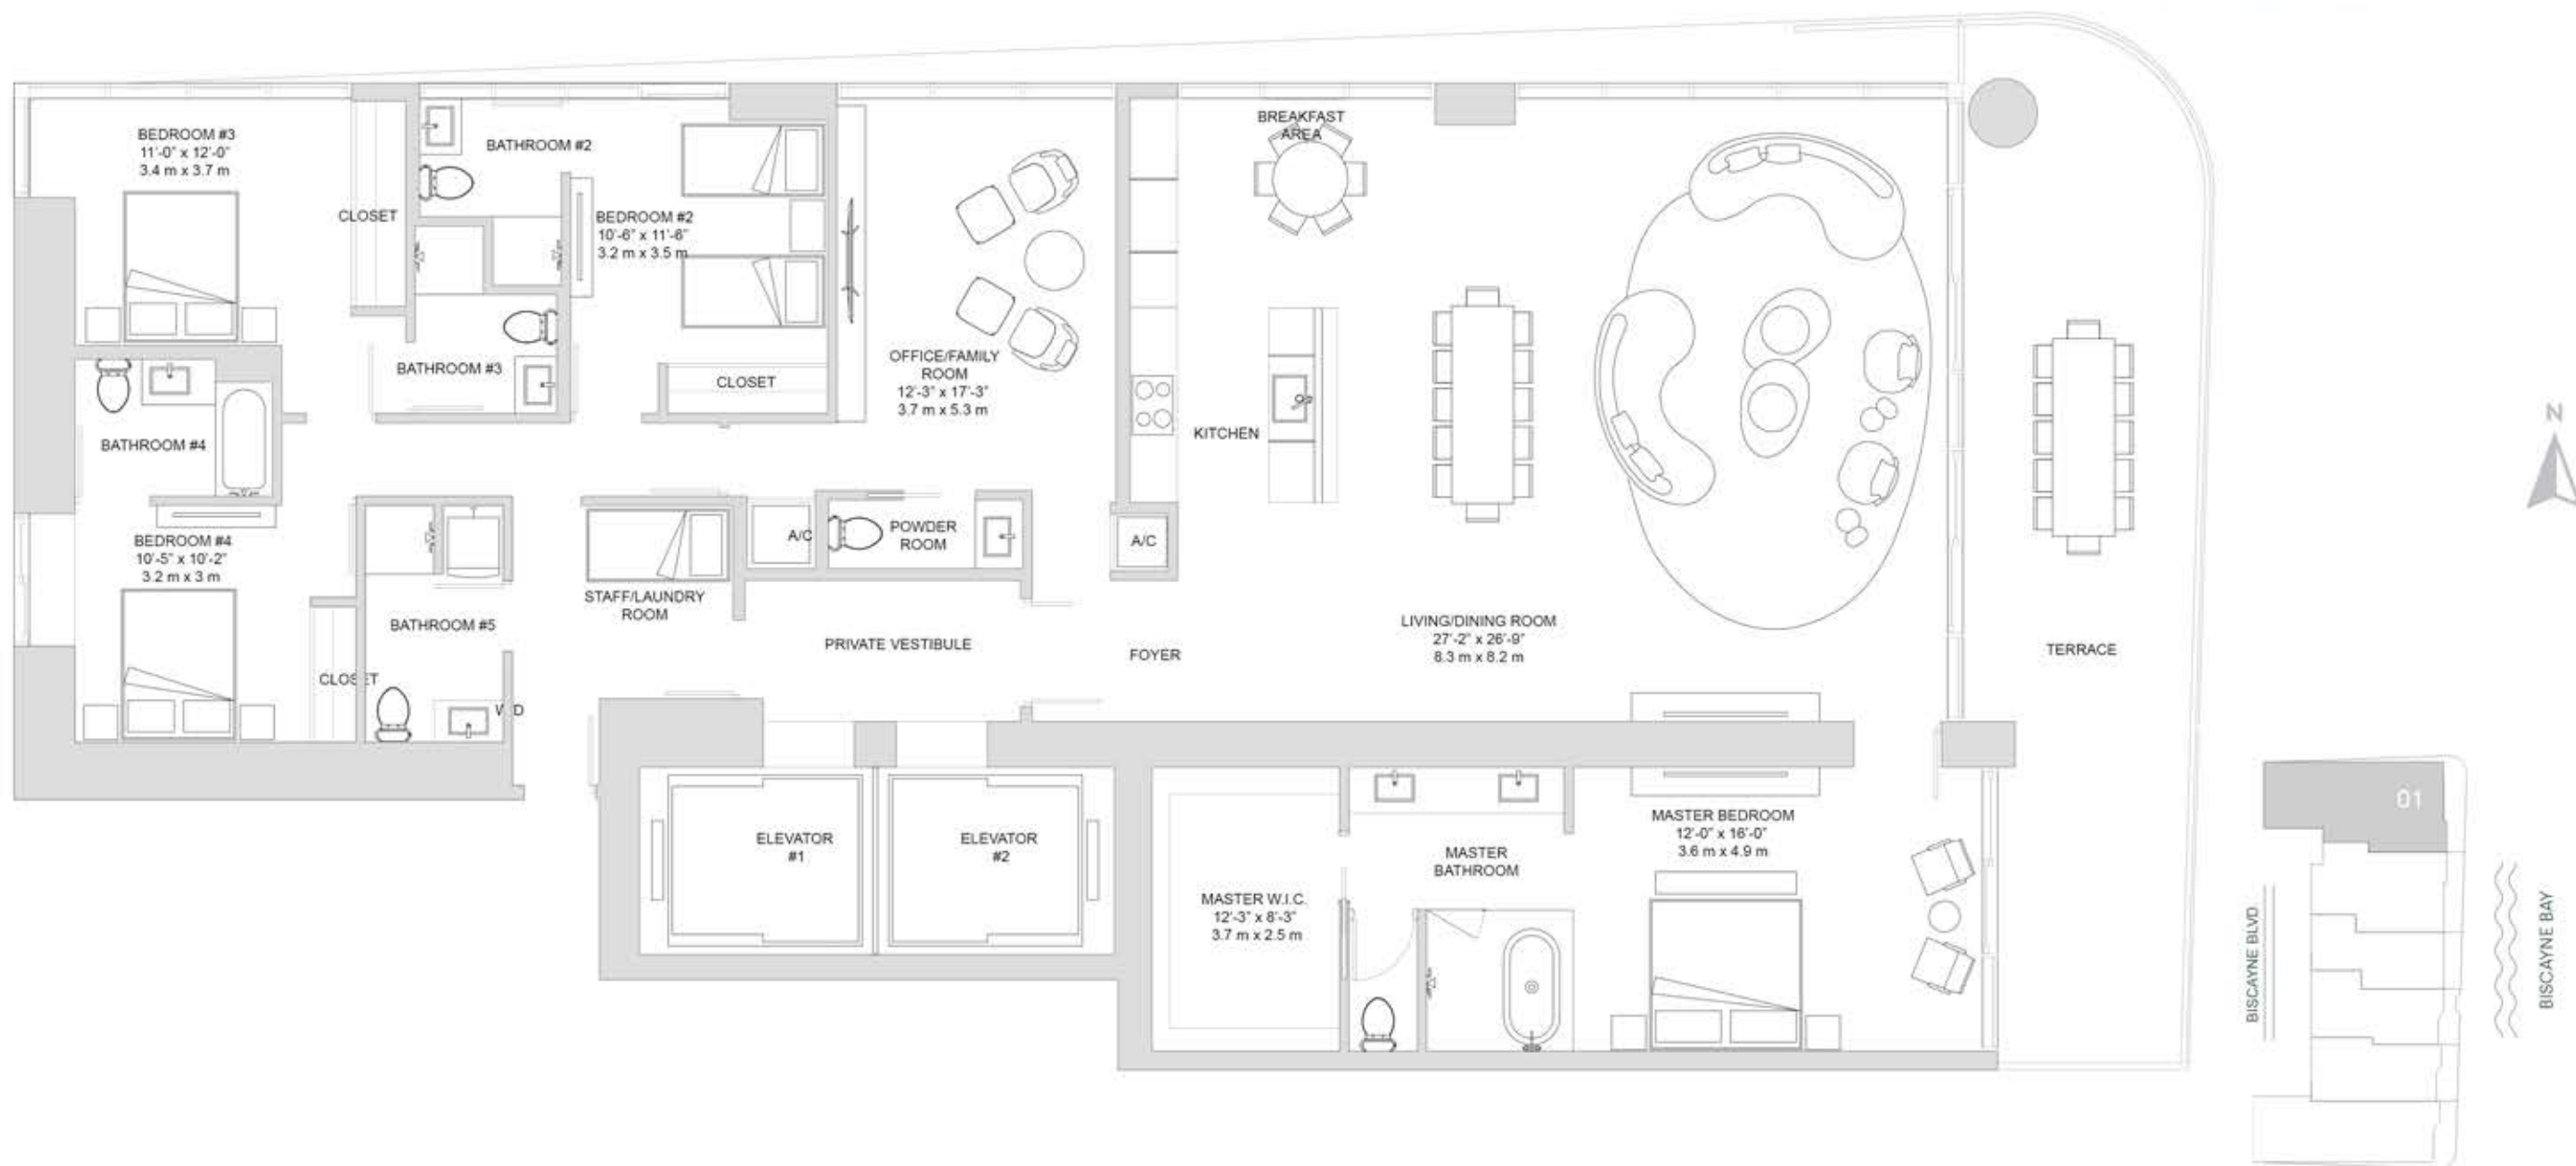 BEDROOM #3
11'-0" x 12'-0"
3.4 m x 3.7 m
CLOSET
BATHROOM #2
BEDROOM #2
10'-6" x 11'-6"
3.2 m x 3.5 m
BATHROOM #3
CLOSET
OFFICE/FAMILY
ROOM
12'-3" x 17'-3"
3.7 m x 5.3 m
BREAKFAST
AREA
KITCHEN
BATHROOM #4
BEDROOM #4
10'-5" x 10'-2"
3.2 m x 3 m
CLOSET
BATHROOM #5
W/D
STAFF/LAUNDRY
ROOM
A/C
POWDER
ROOM
A/C
PRIVATE VESTIBULE
FOYER
LIVING/DINING ROOM
27'-2" x 26'-9"
8.3 m x 8.2 m
TERRACE
ELEVATOR
#1
ELEVATOR
#2
MASTER W.I.C.
12'-3" x 8'-3"
3.7 m x 2.5 m
MASTER
BATHROOM
MASTER BEDROOM
12'-0" x 16'-0"
3.6 m x 4.9 m
N
01
BISCAYNE BLVD
BISCAYNE BAY